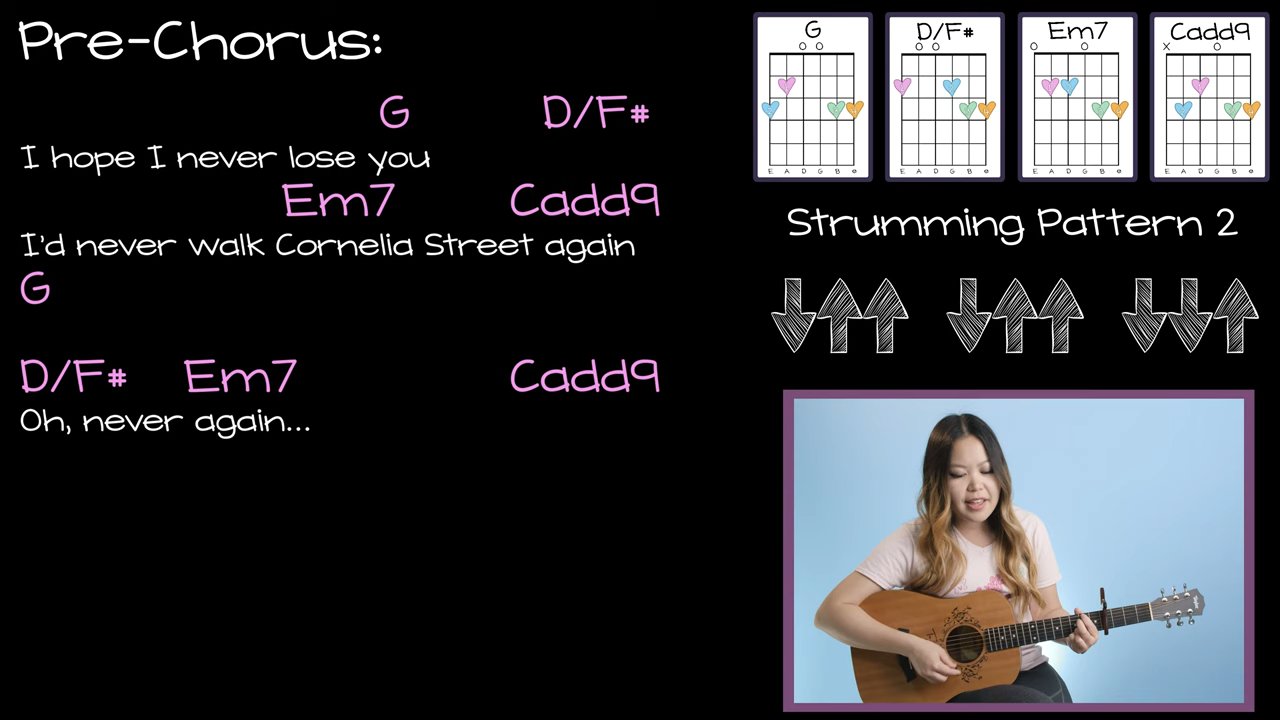 Pre-Chorus:
G D/F#
I hope I never lose you
Em7 Cadd9
I'd never walk Cornelia Street again
G
D/F# Em7 Cadd9
Oh, never again...
G D/F# Em7 Cadd9
o o o o o o x o
E A D G B e E A D G B e E A D G B e E A D G B e
Strumming Pattern 2